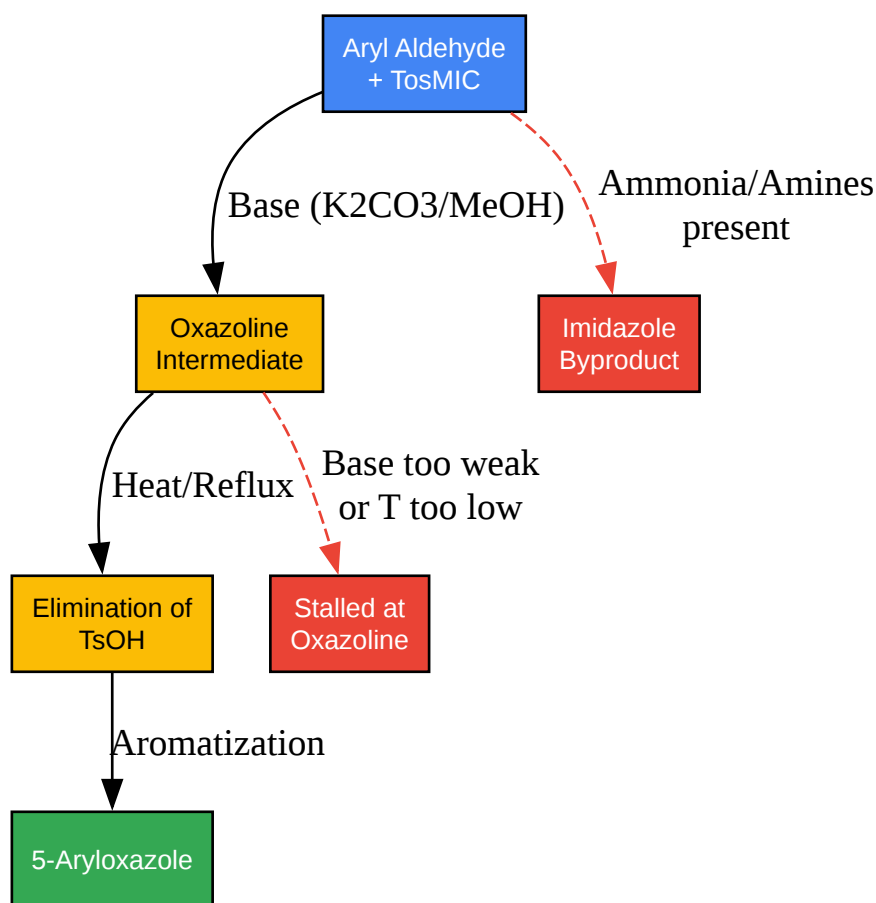 Aryl Aldehyde
+ TosMIC
Base (K2CO3/MeOH)
Ammonia/Amines
present
Oxazoline
Intermediate
Imidazole
Byproduct
Heat/Reflux
Base too weak
or T too low
Elimination of
TsOH
Stalled at
Oxazoline
Aromatization
5-Aryloxazole